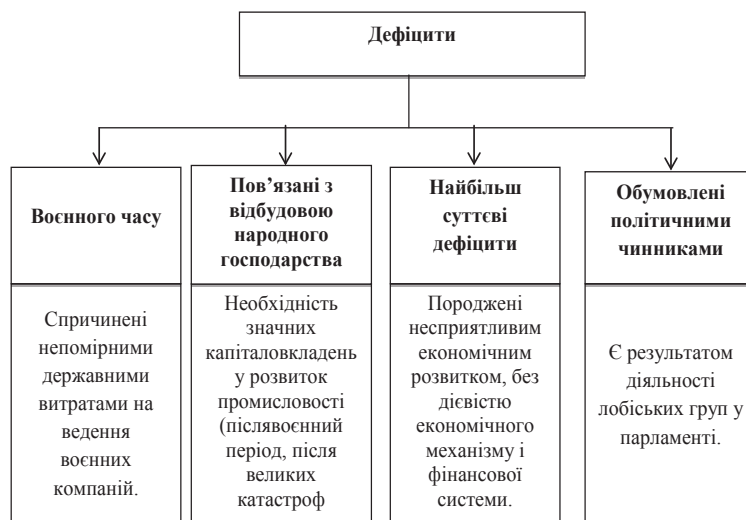 Дефіцити
Воєнного часу
Пов’язані з
відбудовою
народного
господарства
Найбільш
суттєві
дефіцити
Обумовлені
політичними
чинниками
Спричинені
непомірними
державними
витратами на
ведення
воєнних
компаній.
Необхідність
значних
капіталовкладень
у розвиток
промисловості
(післявоєнний
період, після
великих
катастроф
Породжені
несприятливим
економічним
розвитком, без
дієвістю
економічного
механізму і
фінансової
системи.
Є результатом
діяльності
лобіських груп у
парламенті.